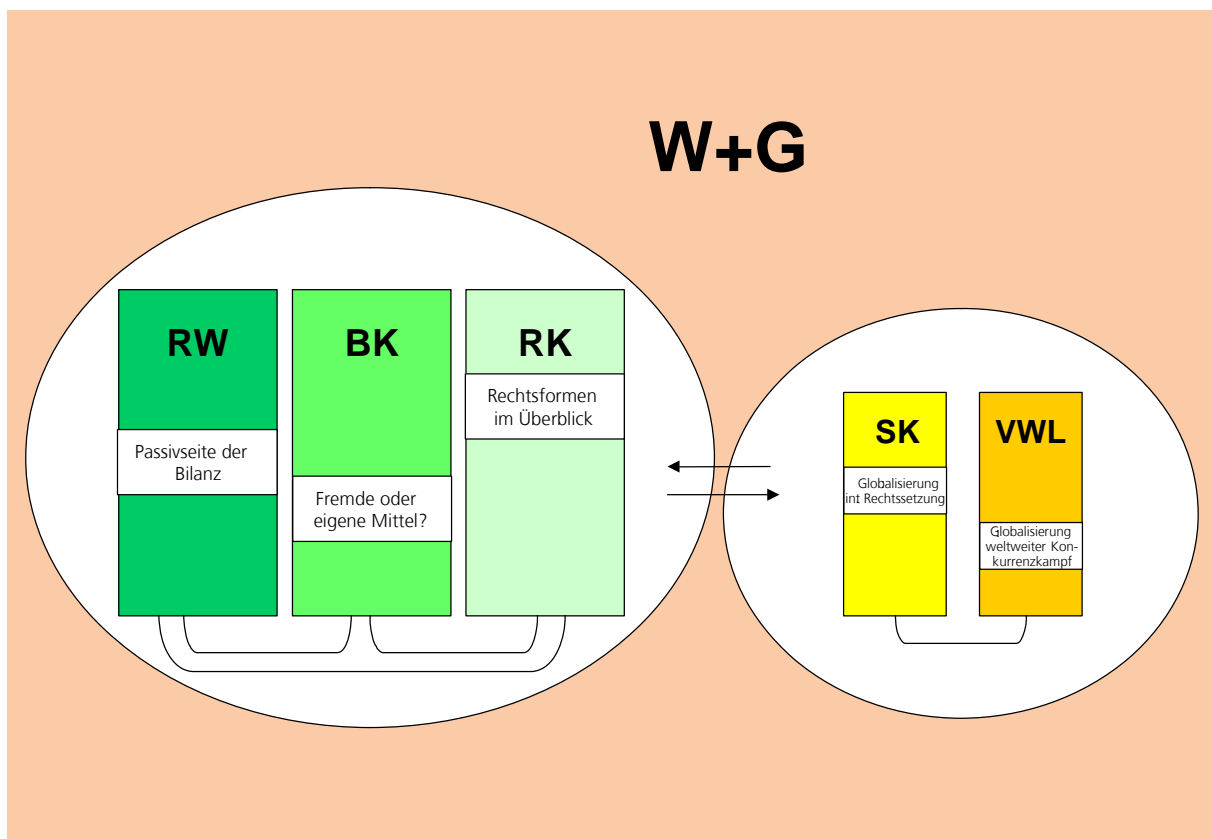 W+G
RW
Passivseite der
Bilanz
BK
Fremde oder
eigene Mittel?
RK
Rechtsformen
im Überblick
SK
Globalisierung
int Rechtssetzung
VWL
Globalisierung
weltweiter Kon-
kurrenzkampf